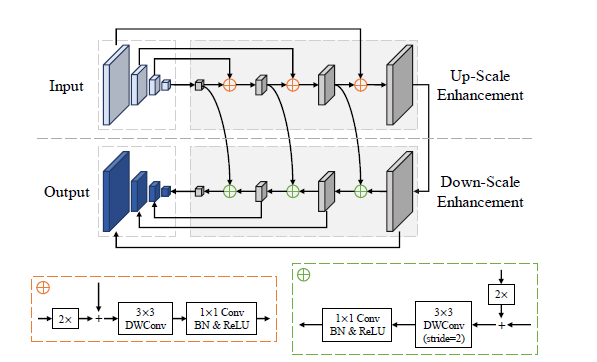 Input
Up-Scale
Enhancement
Output
Down-Scale
Enhancement
2×
+
3×3
DWConv
1×1 Conv
BN & ReLU
2×
1×1 Conv
BN & ReLU
3×3
DWConv
(stride=2)
+